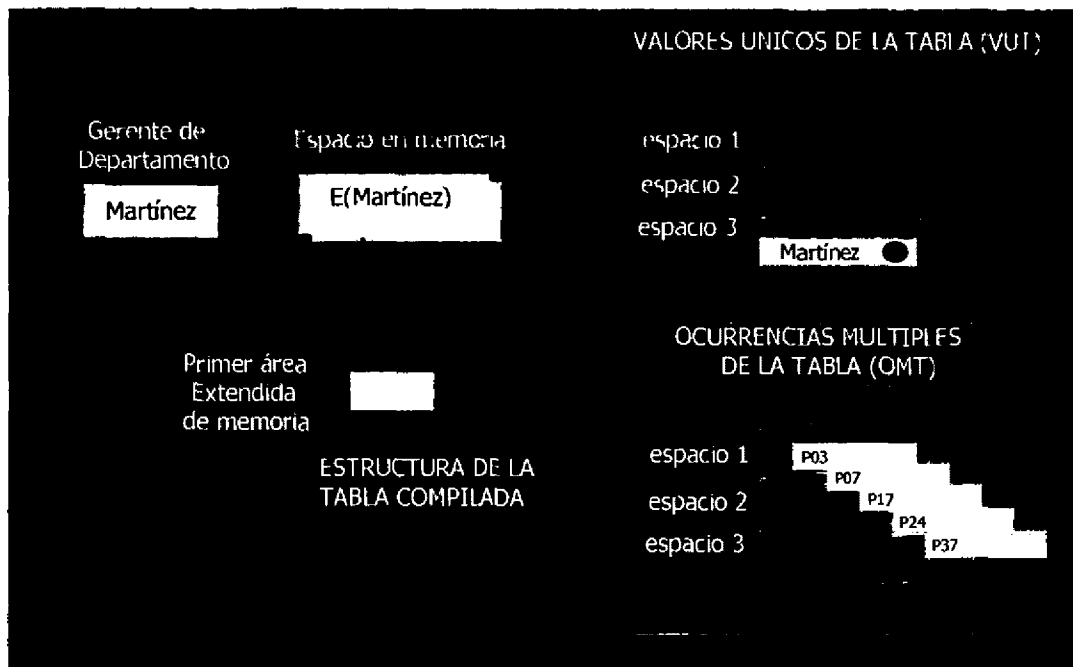 VALORES UNICOS DE LA TABLA (VUT)
Gerente de
Departamento
Espacio en memoria
Martínez
E(Martínez)
espacio 1
espacio 2
espacio 3
Martínez
OCURRENCIAS MULTIPLES
DE LA TABLA (OMT)
Primer área
Extendida
de memoria
ESTRUCTURA DE LA
TABLA COMPILADA
espacio 1
espacio 2
espacio 3
P03
P07
P17
P24
P37